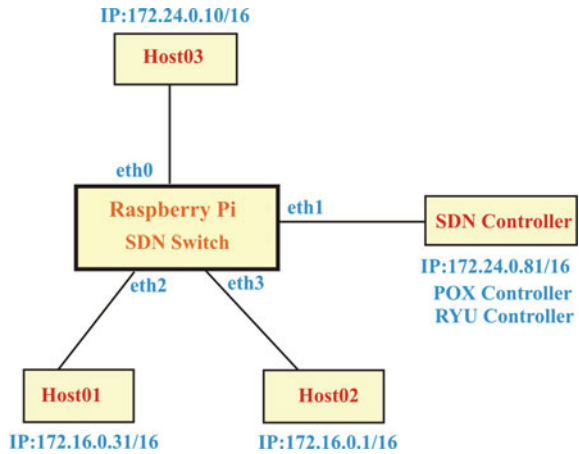 IP:172.24.0.10/16
Host03
eth0
Raspberry Pi
SDN Switch
eth1
SDN Controller
IP:172.24.0.81/16
POX Controller
RYU Controller
eth2
eth3
Host01
Host02
IP:172.16.0.31/16
IP:172.16.0.1/16